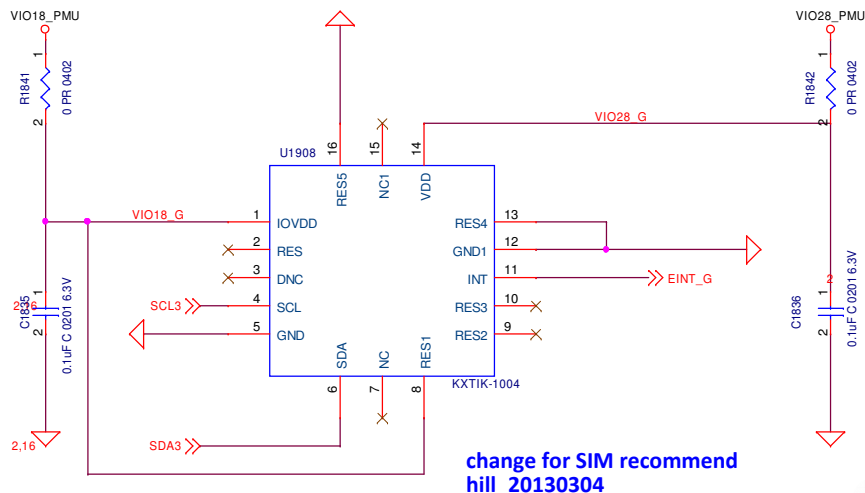 VIO18_PMU
VIO28_PMU
1
R1841
0 PR 0402
2
1
R1842
0 PR 0402
2
VIO28_G
U1908
16
15
14
RES5
NC1
VDD
VIO18_G
1
IOVDD
RES4
13
2
RES
GND1
12
3
DNC
INT
11
EINT_G
SCL3
4
SCL
RES3
10
5
GND
RES2
9
SDA
NC
RES1
6
7
8
KXTIK-1004
SDA3
1
2,16
C1835
0.1uF C 0201 6.3V
2
2,16
2
1
C1836
0.1uF C 0201 6.3V
2
change for SIM recommend
hill 20130304